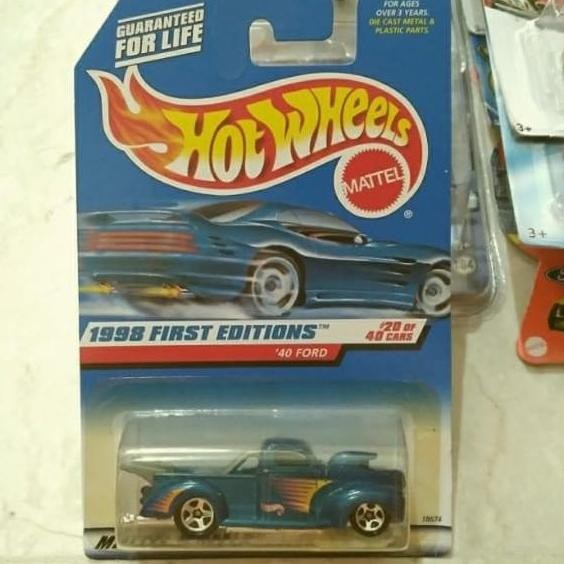 GUARANTEED
FOR LIFE
FOR AGES
OVER 3 YEARS.
DIE CAST METAL &
PLASTIC PARTS.
HOT WHEELS
MATTEL
®
1998 FIRST EDITIONS™
#20 OF
40 CARS
'40 FORD
18674
3+
3+